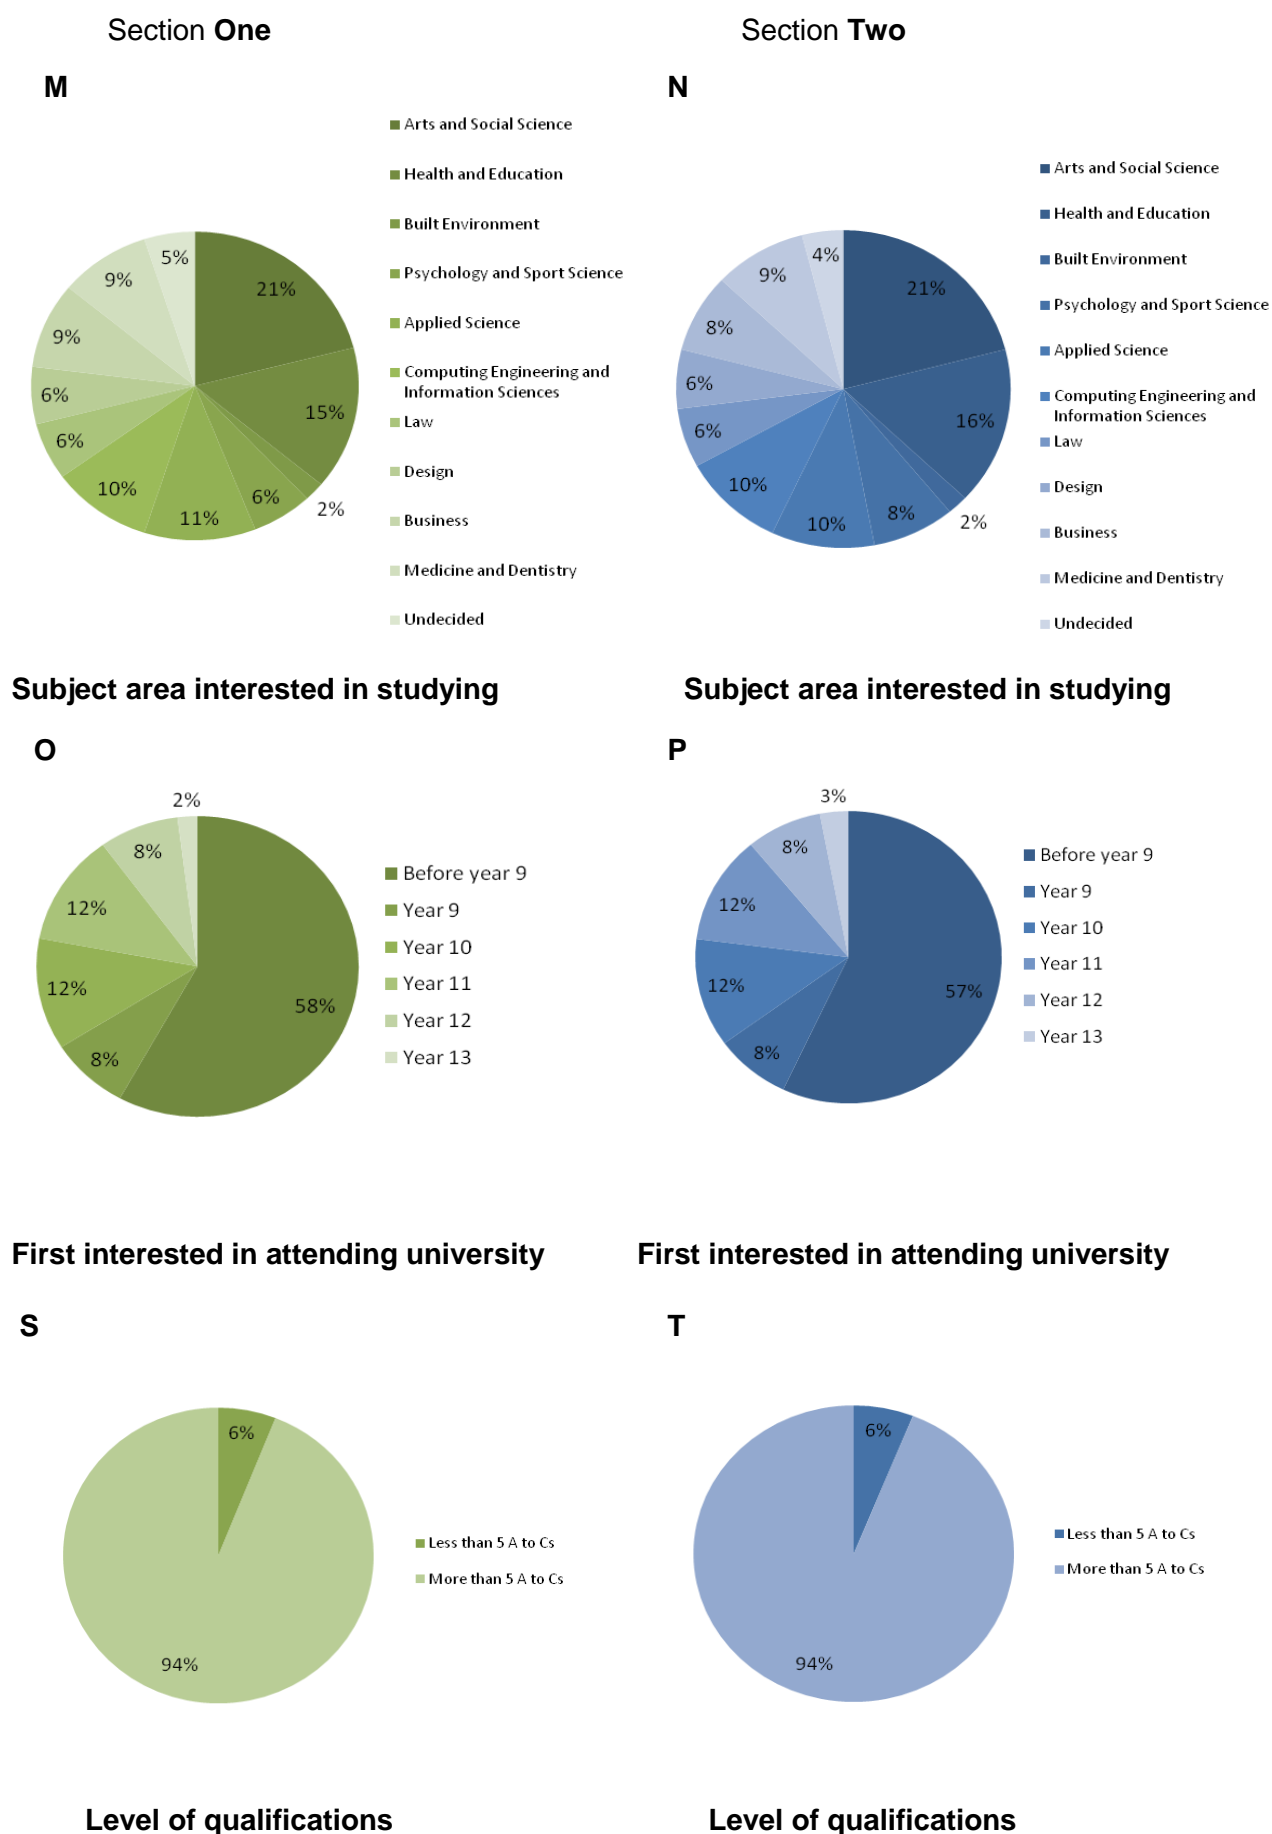 Section One
Section Two
M
N
Arts and Social Science
Health and Education
Built Environment
Psychology and Sport Science
Applied Science
Computing Engineering and
Information Sciences
Law
Design
Business
Medicine and Dentistry
Undecided
21%
15%
2%
6%
11%
10%
6%
6%
9%
9%
5%
Arts and Social Science
Health and Education
Built Environment
Psychology and Sport Science
Applied Science
Computing Engineering and
Information Sciences
Law
Design
Business
Medicine and Dentistry
Undecided
21%
16%
2%
8%
10%
10%
6%
6%
8%
9%
4%
Subject area interested in studying
Subject area interested in studying
O
P
2%
8%
12%
12%
8%
58%
Before year 9
Year 9
Year 10
Year 11
Year 12
Year 13
3%
8%
12%
12%
8%
57%
Before year 9
Year 9
Year 10
Year 11
Year 12
Year 13
First interested in attending university
First interested in attending university
S
T
6%
94%
Less than 5 A to Cs
More than 5 A to Cs
6%
94%
Less than 5 A to Cs
More than 5 A to Cs
Level of qualifications
Level of qualifications